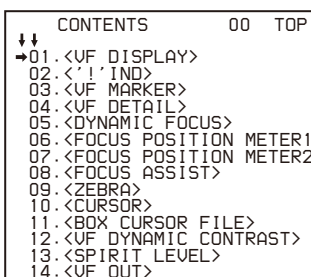 CONTENTS 00 TOP
01.<VF DISPLAY>
02.<'!'IND>
03.<VF MARKER>
04.<VF DETAIL>
05.<DYNAMIC FOCUS>
06.<FOCUS POSITION METER1
07.<FOCUS POSITION METER2
08.<FOCUS ASSIST>
09.<ZEBRA>
10.<CURSOR>
11.<BOX CURSOR FILE>
12.<VF DYNAMIC CONTRAST>
13.<SPIRIT LEVEL>
14.<VF OUT>